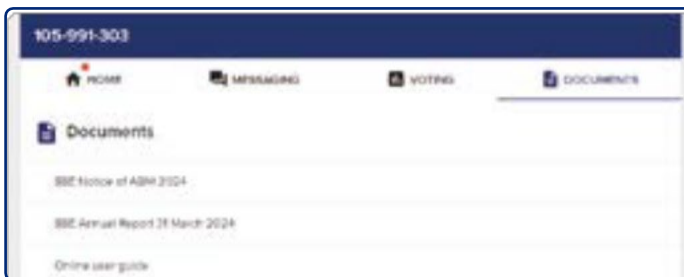 105-991-303
HOME MESSAGING VOTING DOCUMENTS
Documents
BBE Notice of AGM 2024
BBE Annual Report 31 March 2024
Online user guide